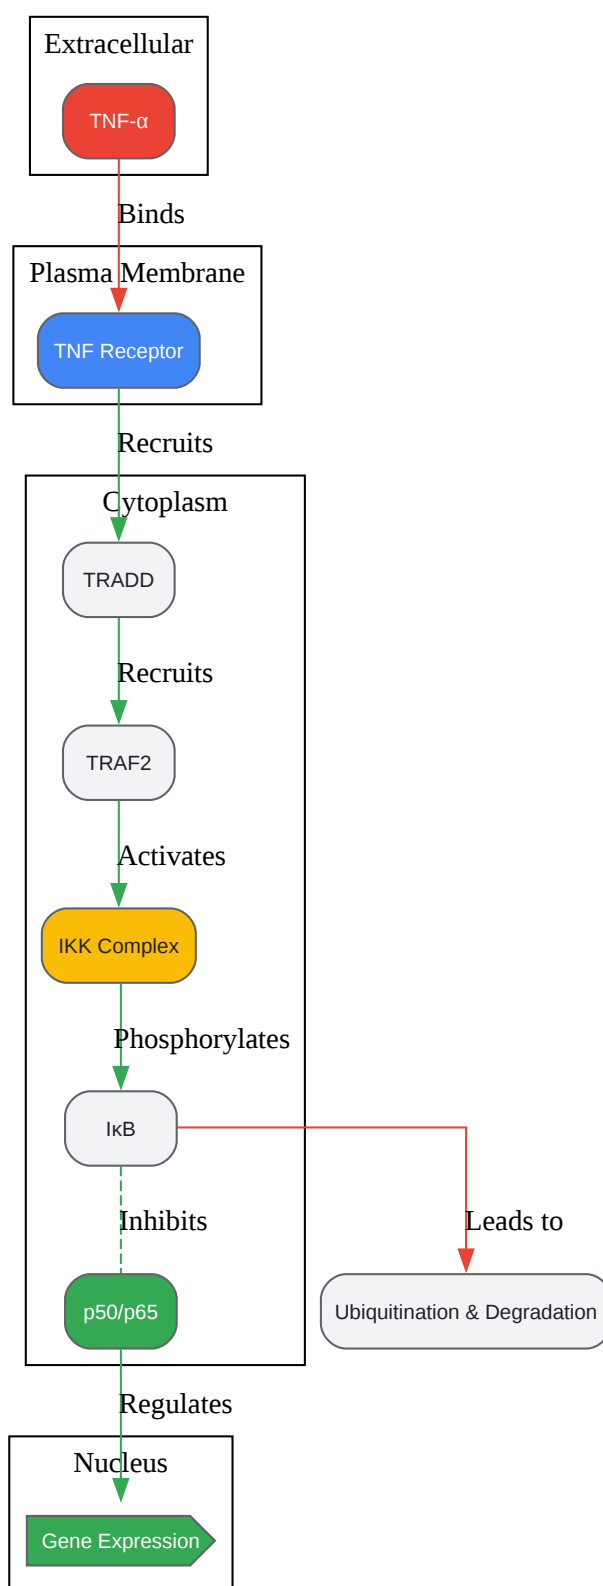 Extracellular
TNF-α
Binds
Plasma Membrane
TNF Receptor
Recruits
Cytoplasm
TRADD
Recruits
TRAF2
Activates
IKK Complex
Phosphorylates
IκB
Inhibits
Leads to
p50/p65
Ubiquitination & Degradation
Regulates
Nucleus
Gene Expression